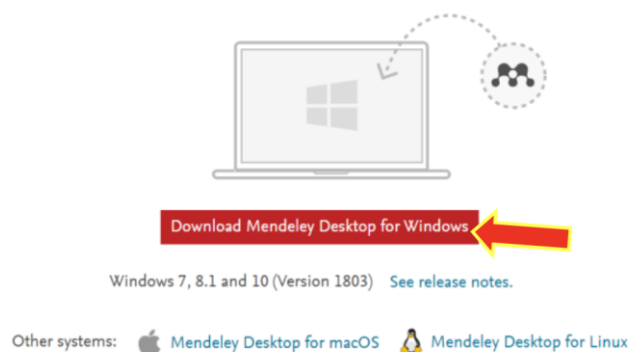 Download Mendeley Desktop for Windows
Windows 7, 8.1 and 10 (Version 1803) See release notes.
Other systems: Mendeley Desktop for macOS Mendeley Desktop for Linux